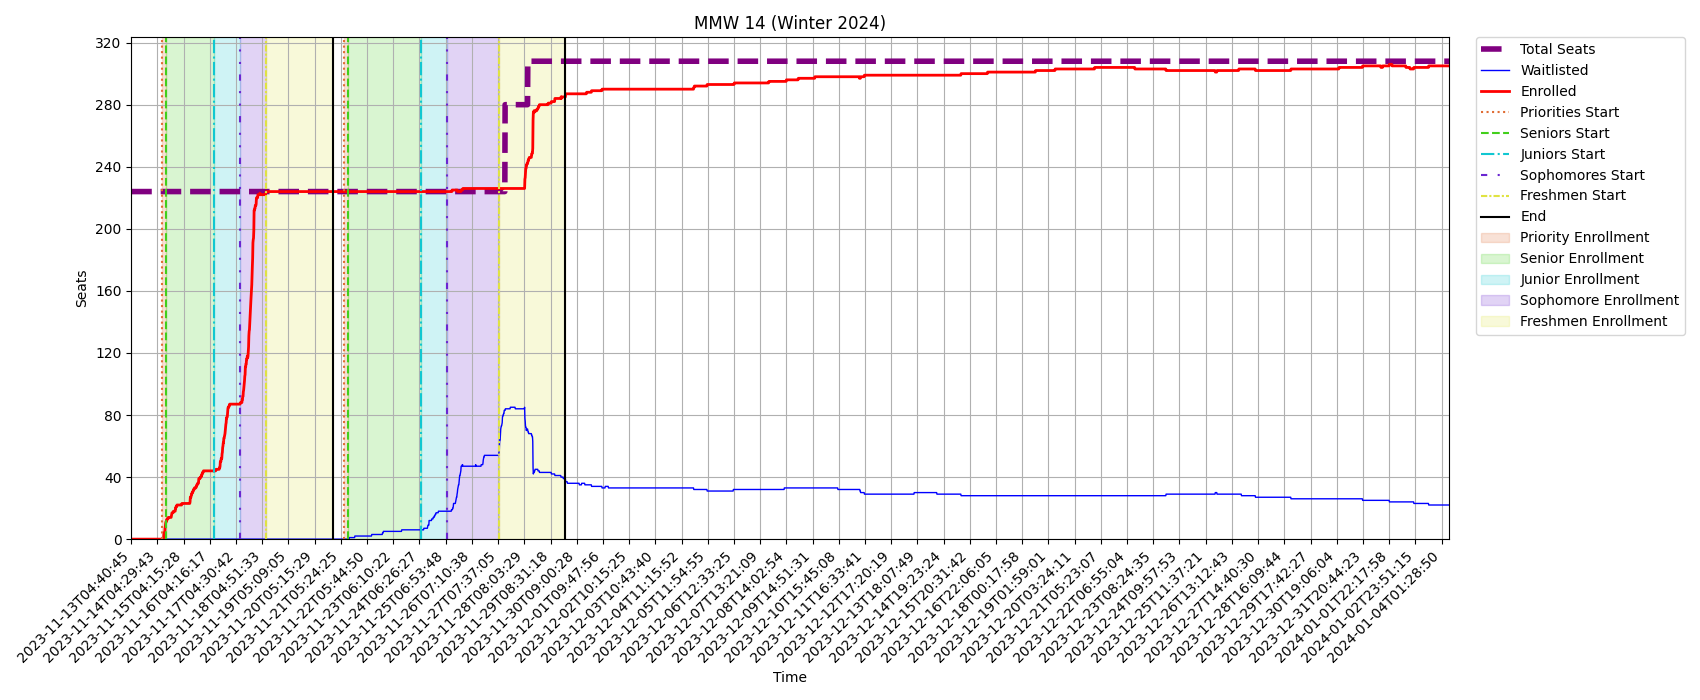 MMW 14 (Winter 2024)
320
280
240
200
160
120
80
40
0
Seats
2023-11-13T04:40:45
2023-11-14T04:29:43
2023-11-15T04:15:28
2023-11-16T04:16:17
2023-11-17T04:30:42
2023-11-18T04:51:33
2023-11-19T05:09:05
2023-11-20T05:15:29
2023-11-21T05:24:25
2023-11-22T05:44:50
2023-11-23T06:10:22
2023-11-24T06:26:27
2023-11-25T06:53:48
2023-11-26T07:10:38
2023-11-27T07:37:05
2023-11-28T08:03:29
2023-11-29T08:31:18
2023-11-30T09:00:28
2023-12-01T09:47:56
2023-12-02T10:15:25
2023-12-03T10:43:40
2023-12-04T11:15:52
2023-12-05T11:54:55
2023-12-06T12:33:25
2023-12-07T13:21:09
2023-12-08T14:02:54
2023-12-09T14:51:31
2023-12-10T15:45:08
2023-12-11T16:33:41
2023-12-12T17:20:19
2023-12-13T18:07:49
2023-12-14T19:23:24
2023-12-15T20:31:42
2023-12-16T22:06:05
2023-12-18T00:17:58
2023-12-19T01:59:01
2023-12-20T03:24:11
2023-12-21T05:23:07
2023-12-22T06:55:04
2023-12-23T08:24:35
2023-12-24T09:57:53
2023-12-25T11:37:21
2023-12-26T13:12:43
2023-12-27T14:40:30
2023-12-28T16:09:44
2023-12-29T17:42:27
2023-12-30T19:06:04
2023-12-31T20:44:23
2024-01-01T22:17:58
2024-01-02T23:51:15
2024-01-04T01:28:50
Time
Total Seats
Waitlisted
Enrolled
Priorities Start
Seniors Start
Juniors Start
Sophomores Start
Freshmen Start
End
Priority Enrollment
Senior Enrollment
Junior Enrollment
Sophomore Enrollment
Freshmen Enrollment